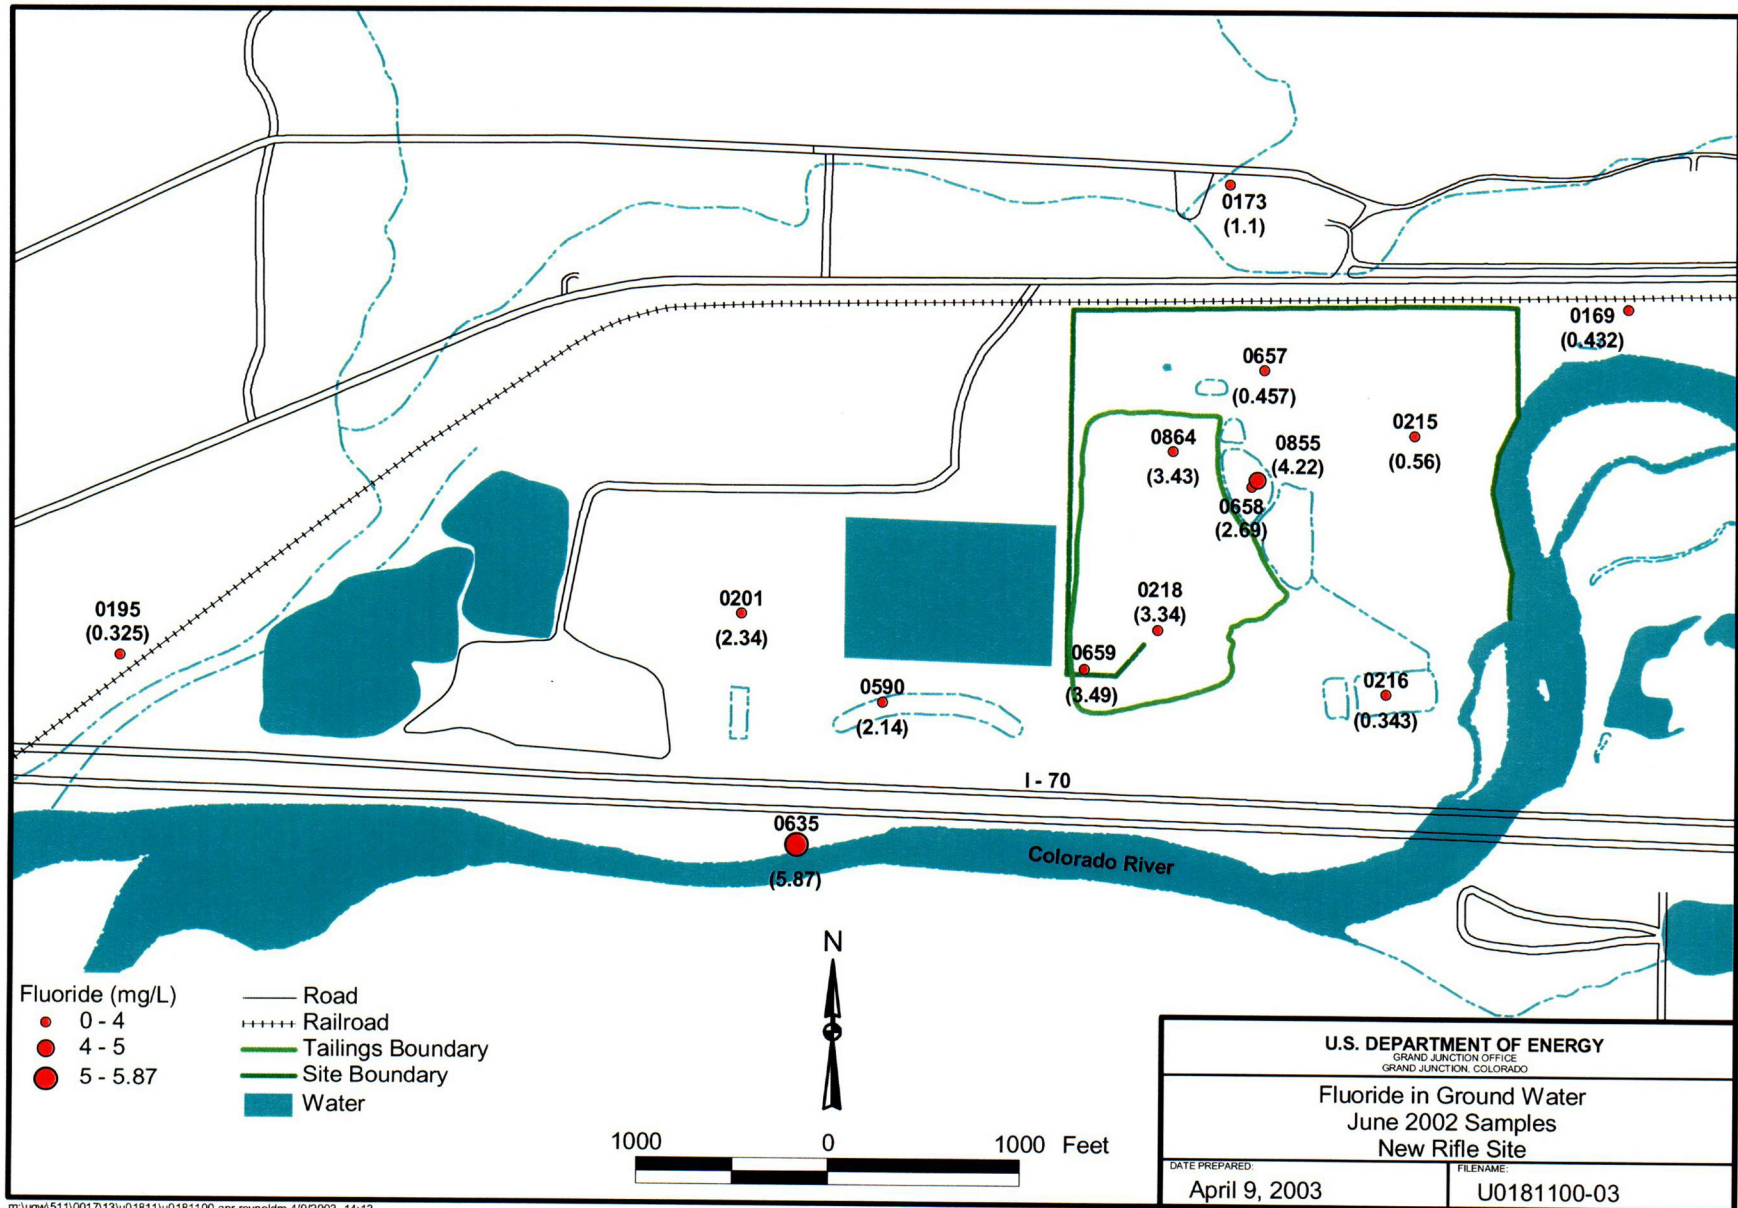 0173
(1.1)
0169
(0.432)
0657
(0.457)
0215
(0.56)
0864
(3.43)
0855
(4.22)
0658
(2.69)
0195
(0.325)
0201
(2.34)
0218
(3.34)
0659
(3.49)
0590
(2.14)
0216
(0.343)
I - 70
0635
(5.87)
Colorado River
N
Fluoride (mg/L)
0 - 4
4 - 5
5 - 5.87
Road
Railroad
Tailings Boundary
Site Boundary
Water
1000 0 1000 Feet
U.S. DEPARTMENT OF ENERGY
GRAND JUNCTION OFFICE
GRAND JUNCTION, COLORADO
Fluoride in Ground Water
June 2002 Samples
New Rifle Site
DATE PREPARED:
April 9, 2003
FILENAME:
U0181100-03